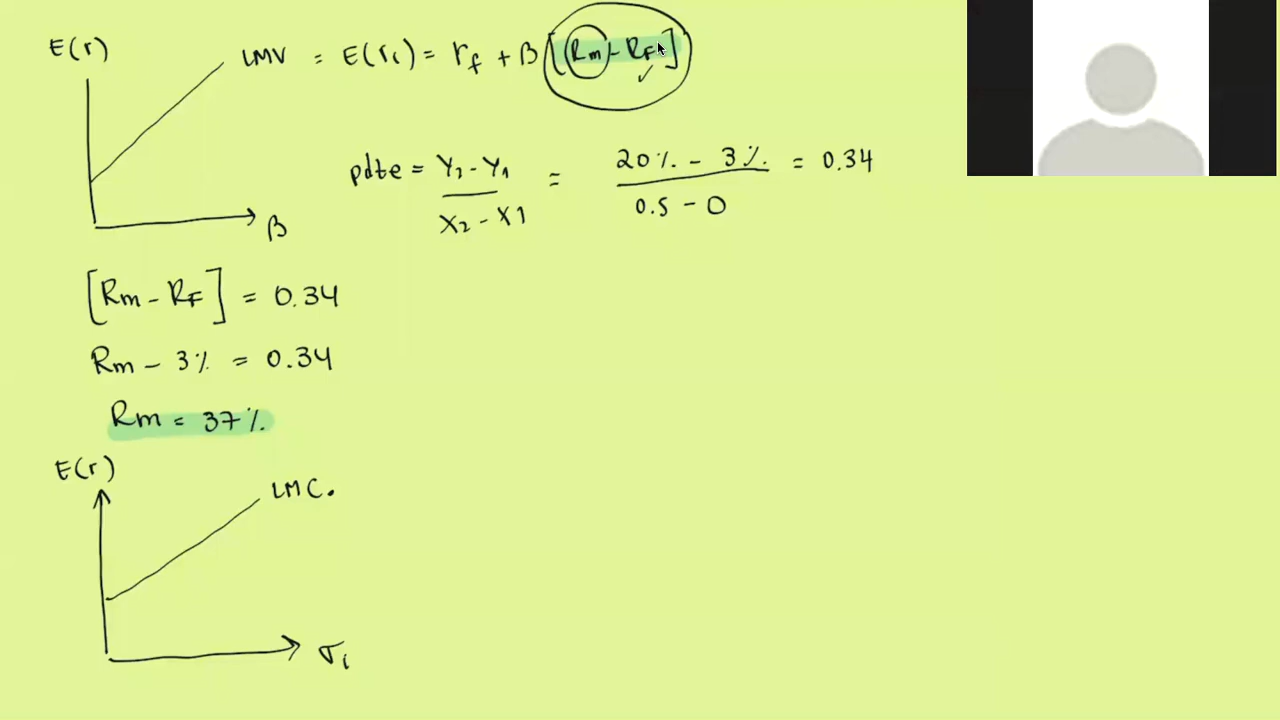 E(r)
LMV = E(ri) = rf + β [(Rm - RF]
β
pdte = Y2 - Y1 / X2 - X1 = 20% - 3% / 0.5 - 0 = 0.34
[Rm - RF] = 0.34
Rm - 3% = 0.34
Rm = 37%
E(r)
LMC.
σi